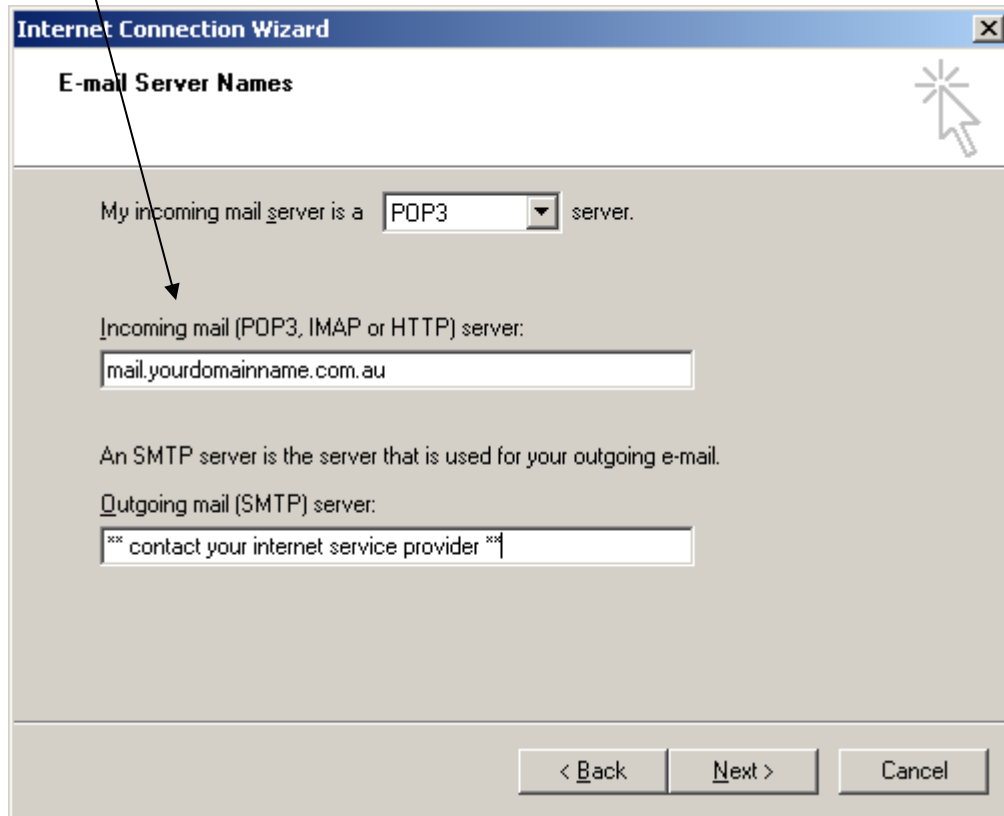 Internet Connection Wizard
E-mail Server Names
My incoming mail server is a POP3 server.
Incoming mail (POP3, IMAP or HTTP) server:
mail.yourdomainname.com.au
An SMTP server is the server that is used for your outgoing e-mail.
Outgoing mail (SMTP) server:
** contact your internet service provider **
< Back Next > Cancel